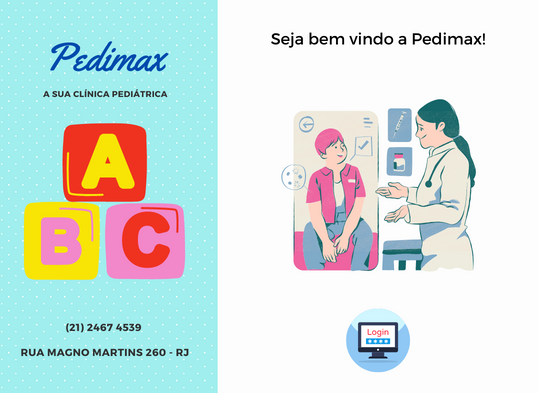 Pedimax
A SUA CLÍNICA PEDIÁTRICA
A
B C
(21) 2467 4539
RUA MAGNO MARTINS 260 - RJ
Seja bem vindo a Pedimax!
Login